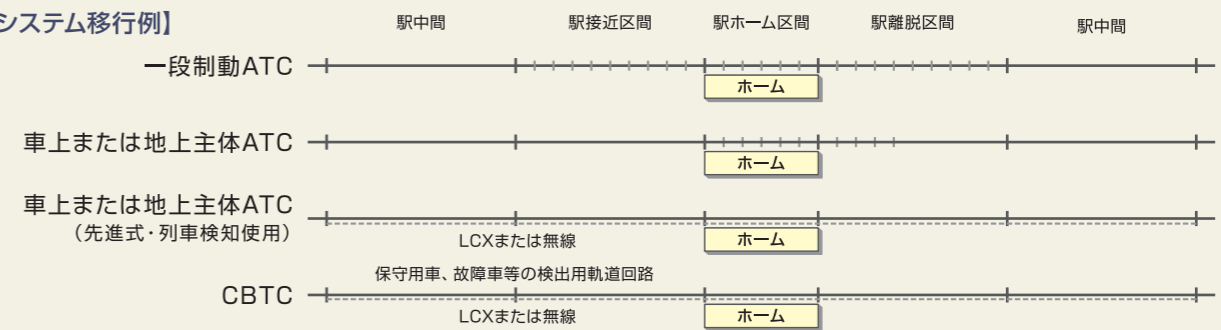 システム移行例】
駅中間 駅接近区間 駅ホーム区間 駅離脱区間 駅中間
一段制動ATC
ホーム
車上または地上主体ATC
ホーム
車上または地上主体ATC
（先進式・列車検知使用）
LCXまたは無線
ホーム
保守用車、故障車等の検出用軌道回路
CBTC
LCXまたは無線
ホーム